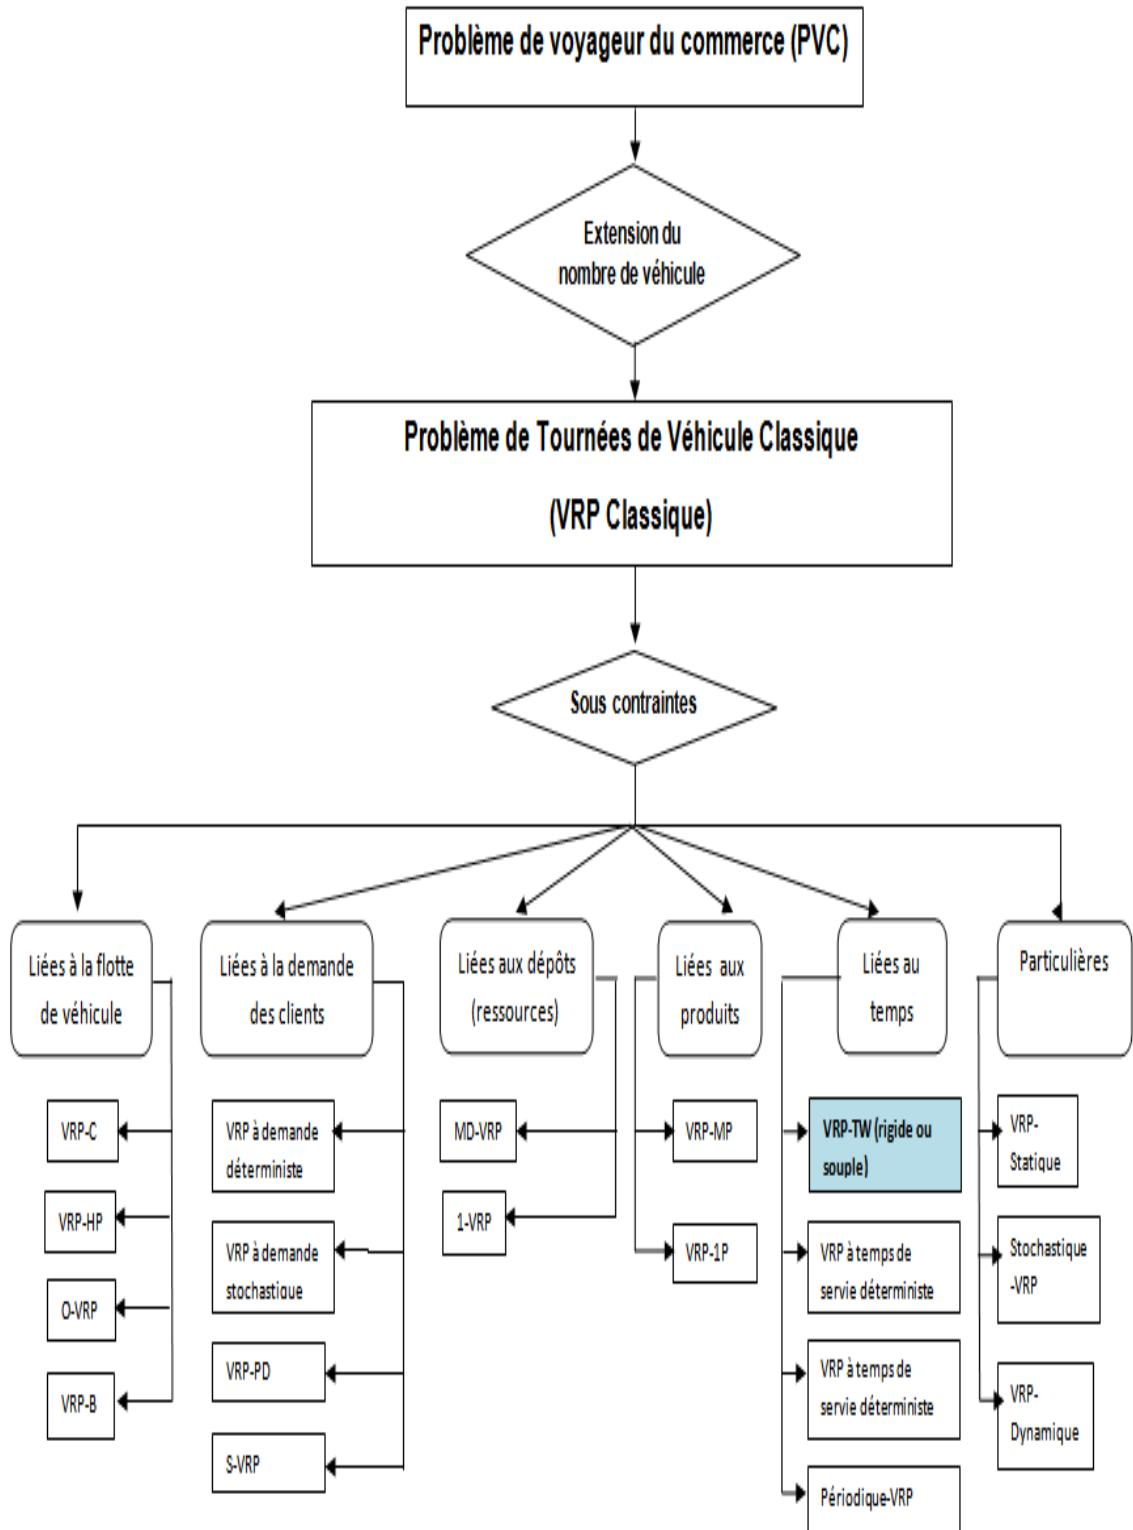 Problème de voyageur du commerce (PVC)
Extension du
nombre de véhicule
Problème de Tournées de Véhicule Classique
(VRP Classique)
Sous contraintes
Liées à la flotte
de véhicule
Liées à la demande
des clients
Liées aux dépôts
(ressources)
Liées aux
produits
Liées au
temps
Particulières
VRP-C
VRP-HP
O-VRP
VRP-B
VRP à demande
déterministe
VRP à demande
stochastique
VRP-PD
S-VRP
MD-VRP
1-VRP
VRP-MP
VRP-1P
VRP-TW (rigide ou
souple)
VRP à temps de
servie déterministe
VRP à temps de
servie déterministe
Périodique-VRP
VRP-
Statique
Stochastique
-VRP
VRP-
Dynamique